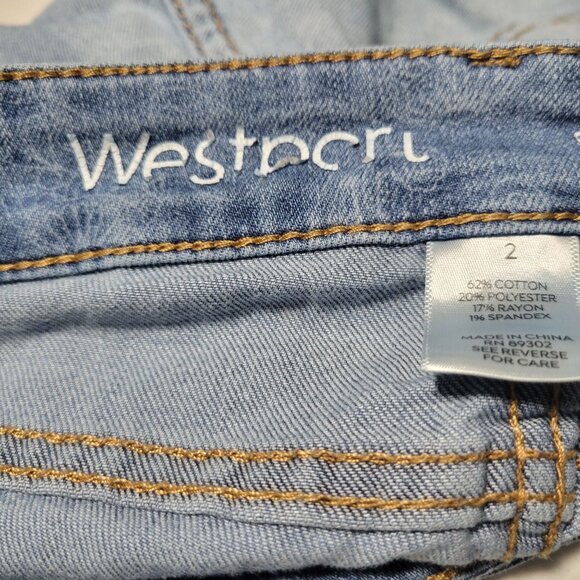 Westport
2
62% COTTON
20% POLYESTER
17% RAYON
1% SPANDEX
MADE IN CHINA
RN 89302
SEE REVERSE
FOR CARE